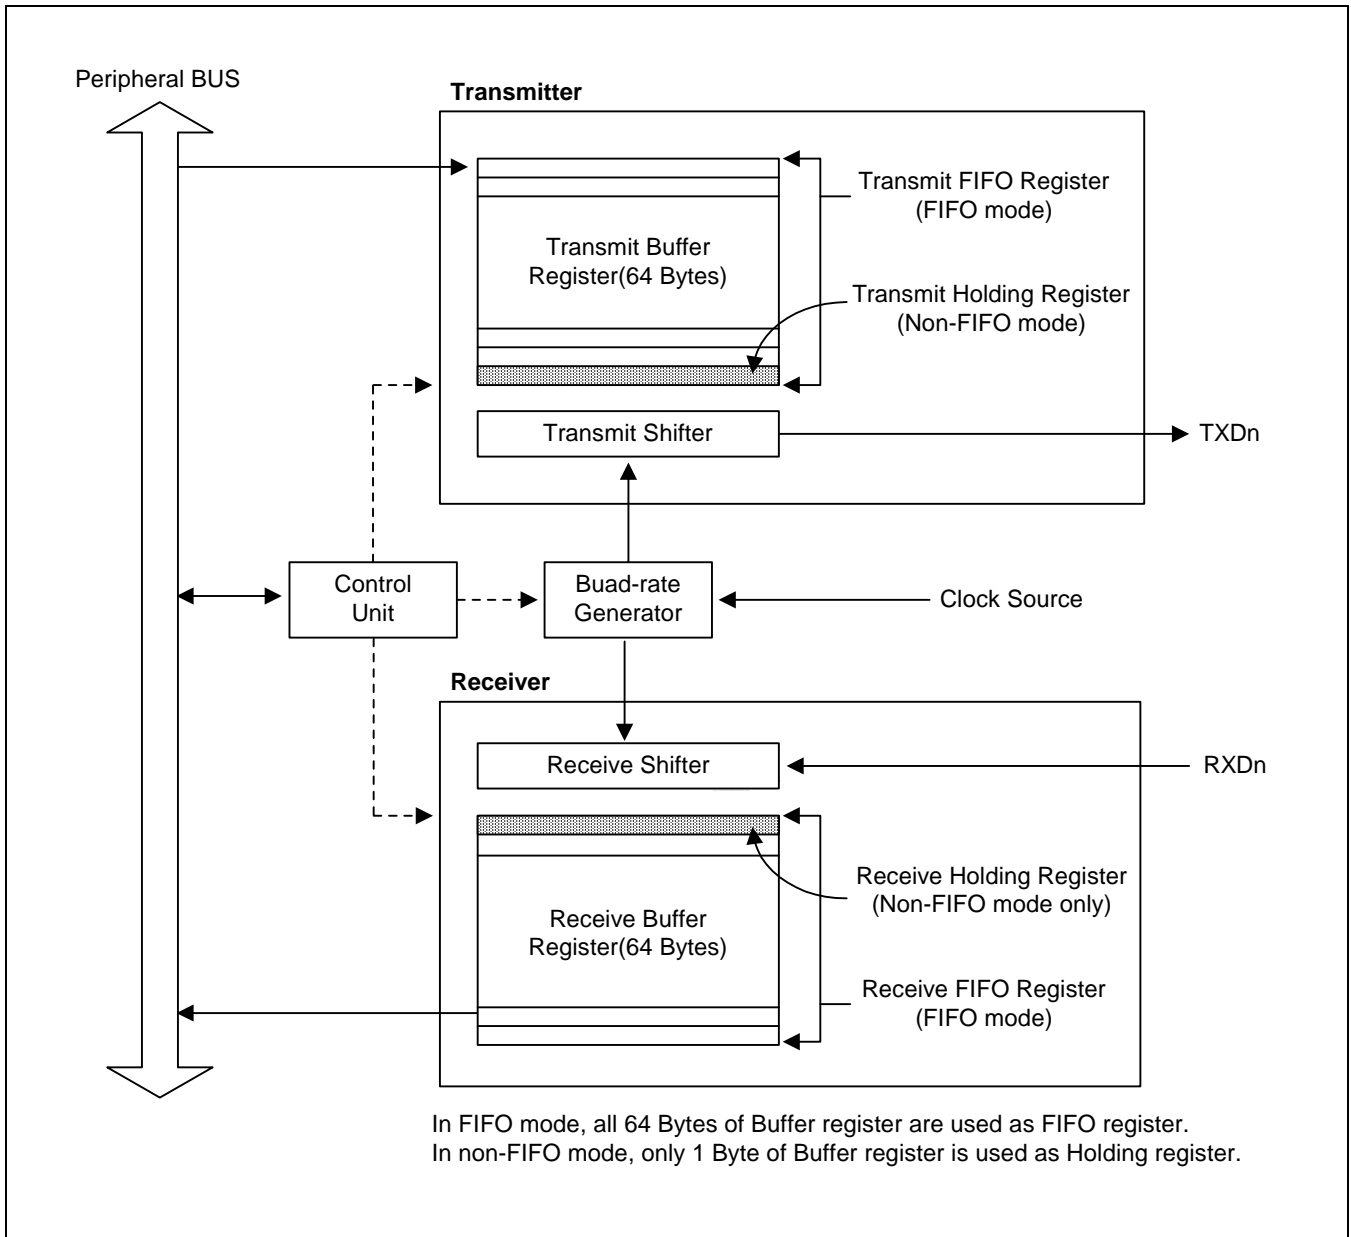 Peripheral BUS
Transmitter
Transmit FIFO Register
(FIFO mode)
Transmit Buffer
Register(64 Bytes)
Transmit Holding Register
(Non-FIFO mode)
Transmit Shifter
TXDn
Control
Unit
Buad-rate
Generator
Clock Source
Receiver
Receive Shifter
RXDn
Receive Holding Register
(Non-FIFO mode only)
Receive Buffer
Register(64 Bytes)
Receive FIFO Register
(FIFO mode)
In FIFO mode, all 64 Bytes of Buffer register are used as FIFO register.
In non-FIFO mode, only 1 Byte of Buffer register is used as Holding register.